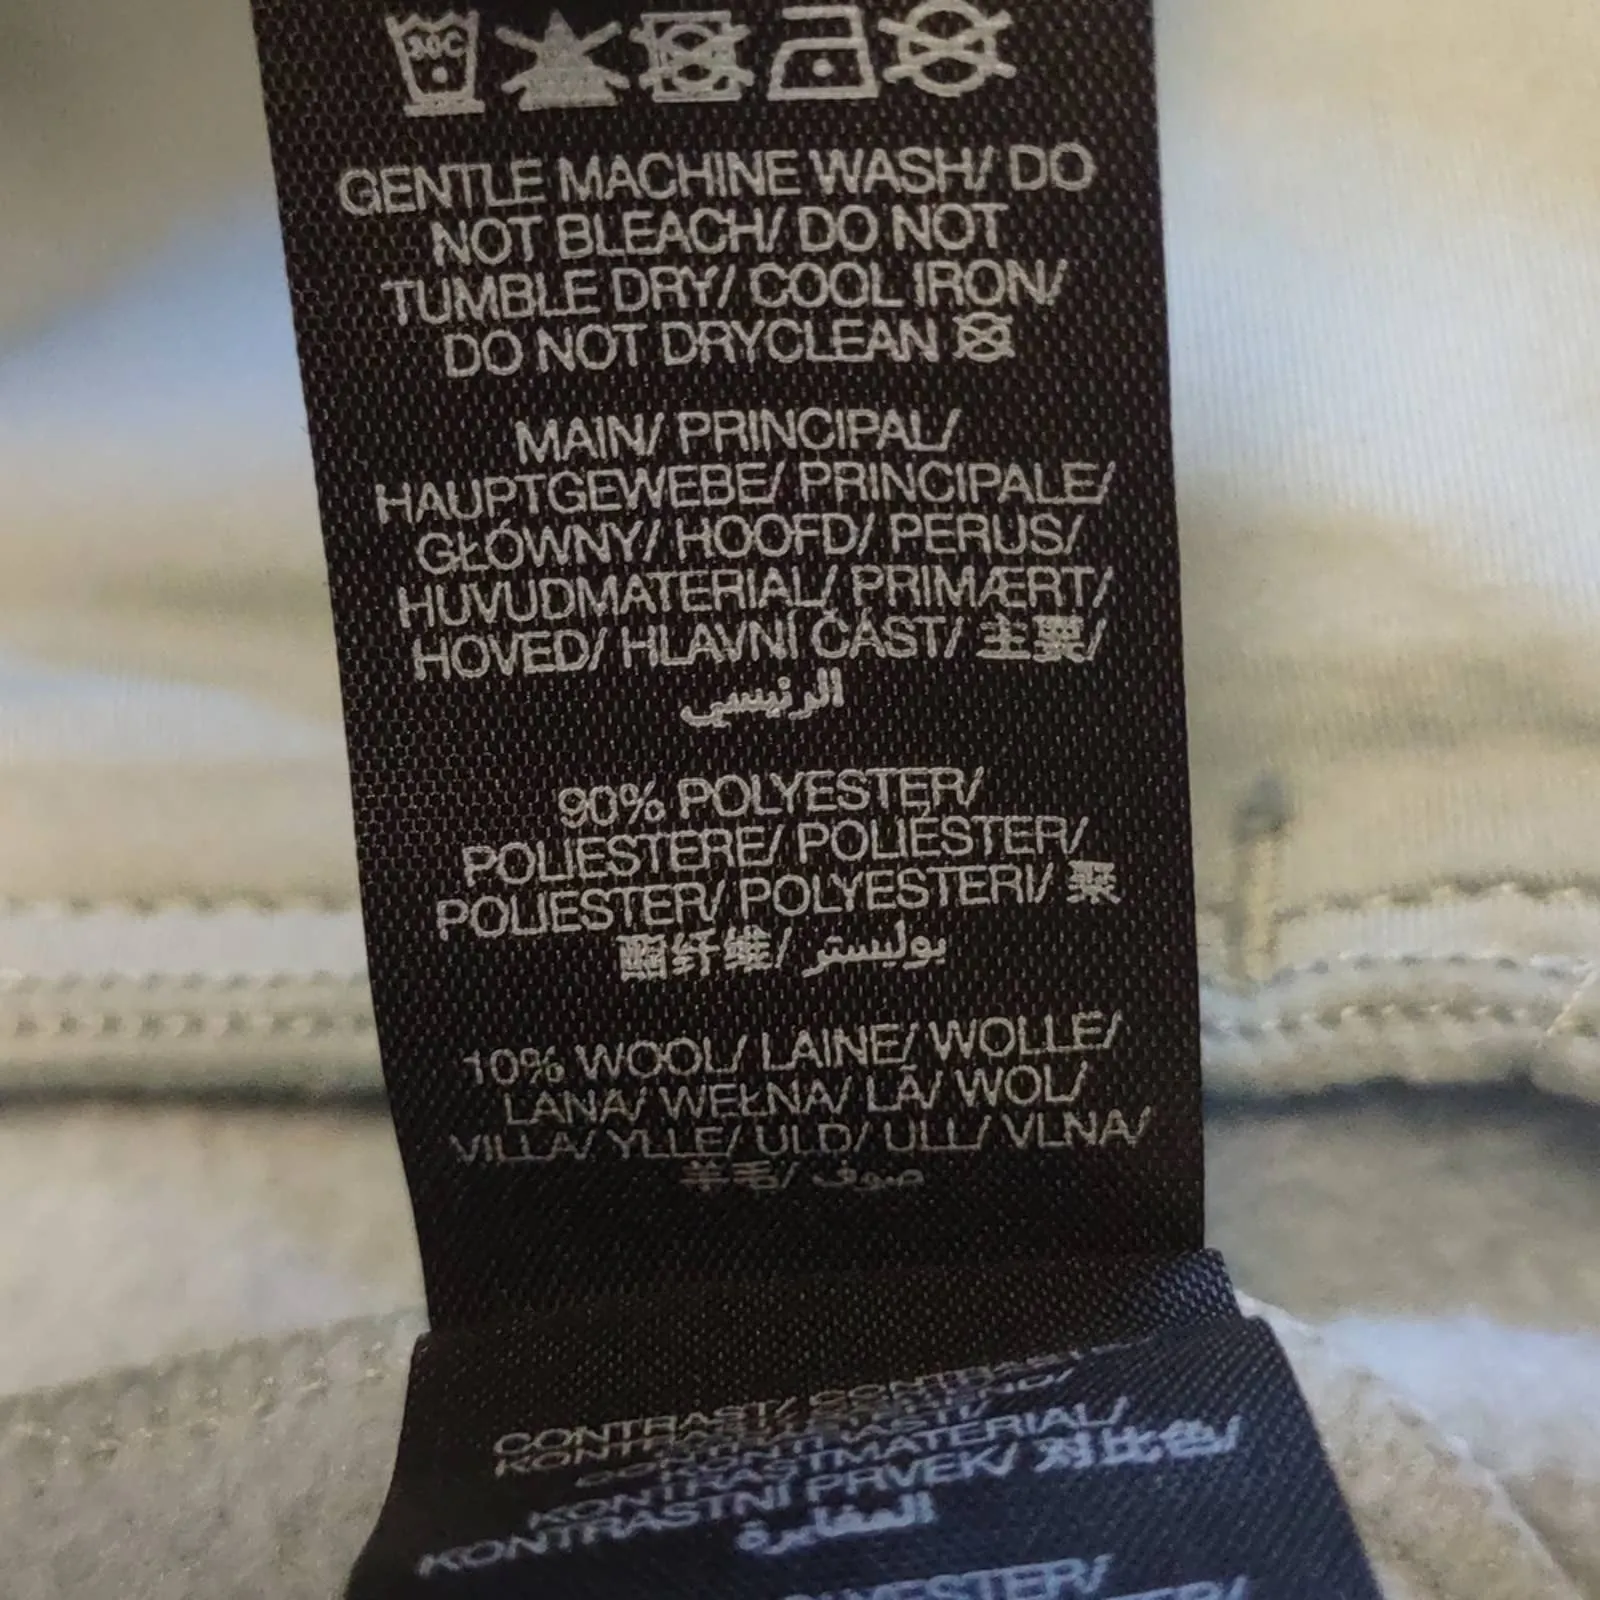 30C
GENTLE MACHINE WASH/ DO
NOT BLEACH/ DO NOT
TUMBLE DRY/ COOL IRON/
DO NOT DRYCLEAN
MAIN/ PRINCIPAL/
HAUPTGEWEBE/ PRINCIPALE/
GŁÓWNY/ HOOFD/ PERUS/
HUVUDMATERIAL/ PRIMÆRT/
HOVED/ HLAVNÍ ČÁST/ 主要/
الرئيسي
90% POLYESTER/
POLIESTERE/ POLIÉSTER/
POLIESTER/ POLYESTERI/ 聚
酯纤维/ بوليستر
10% WOOL/ LAINE/ WOLLE/
LANA/ WEŁNA/ LÃ/ WOL/
VILLA/ YLLE/ ULD/ ULL/ VLNA/
羊毛/ صوف
CONTRAST/
KONTRASTMATERIAL/
KONTRASTNÍ PRVEK/ 对比色/
المغايرة
POLYESTER/